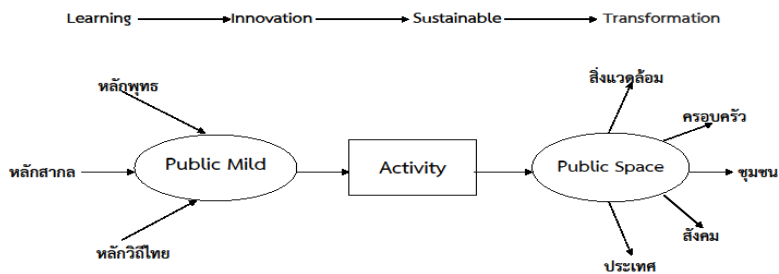 Learning Innovation Sustainable Transformation
หลักพุทธ
สิ่งแวดล้อม
ครอบครัว
หลักสากล Public Mild Activity Public Space ชุมชน
หลักวิถีไทย
สังคม
ประเทศ